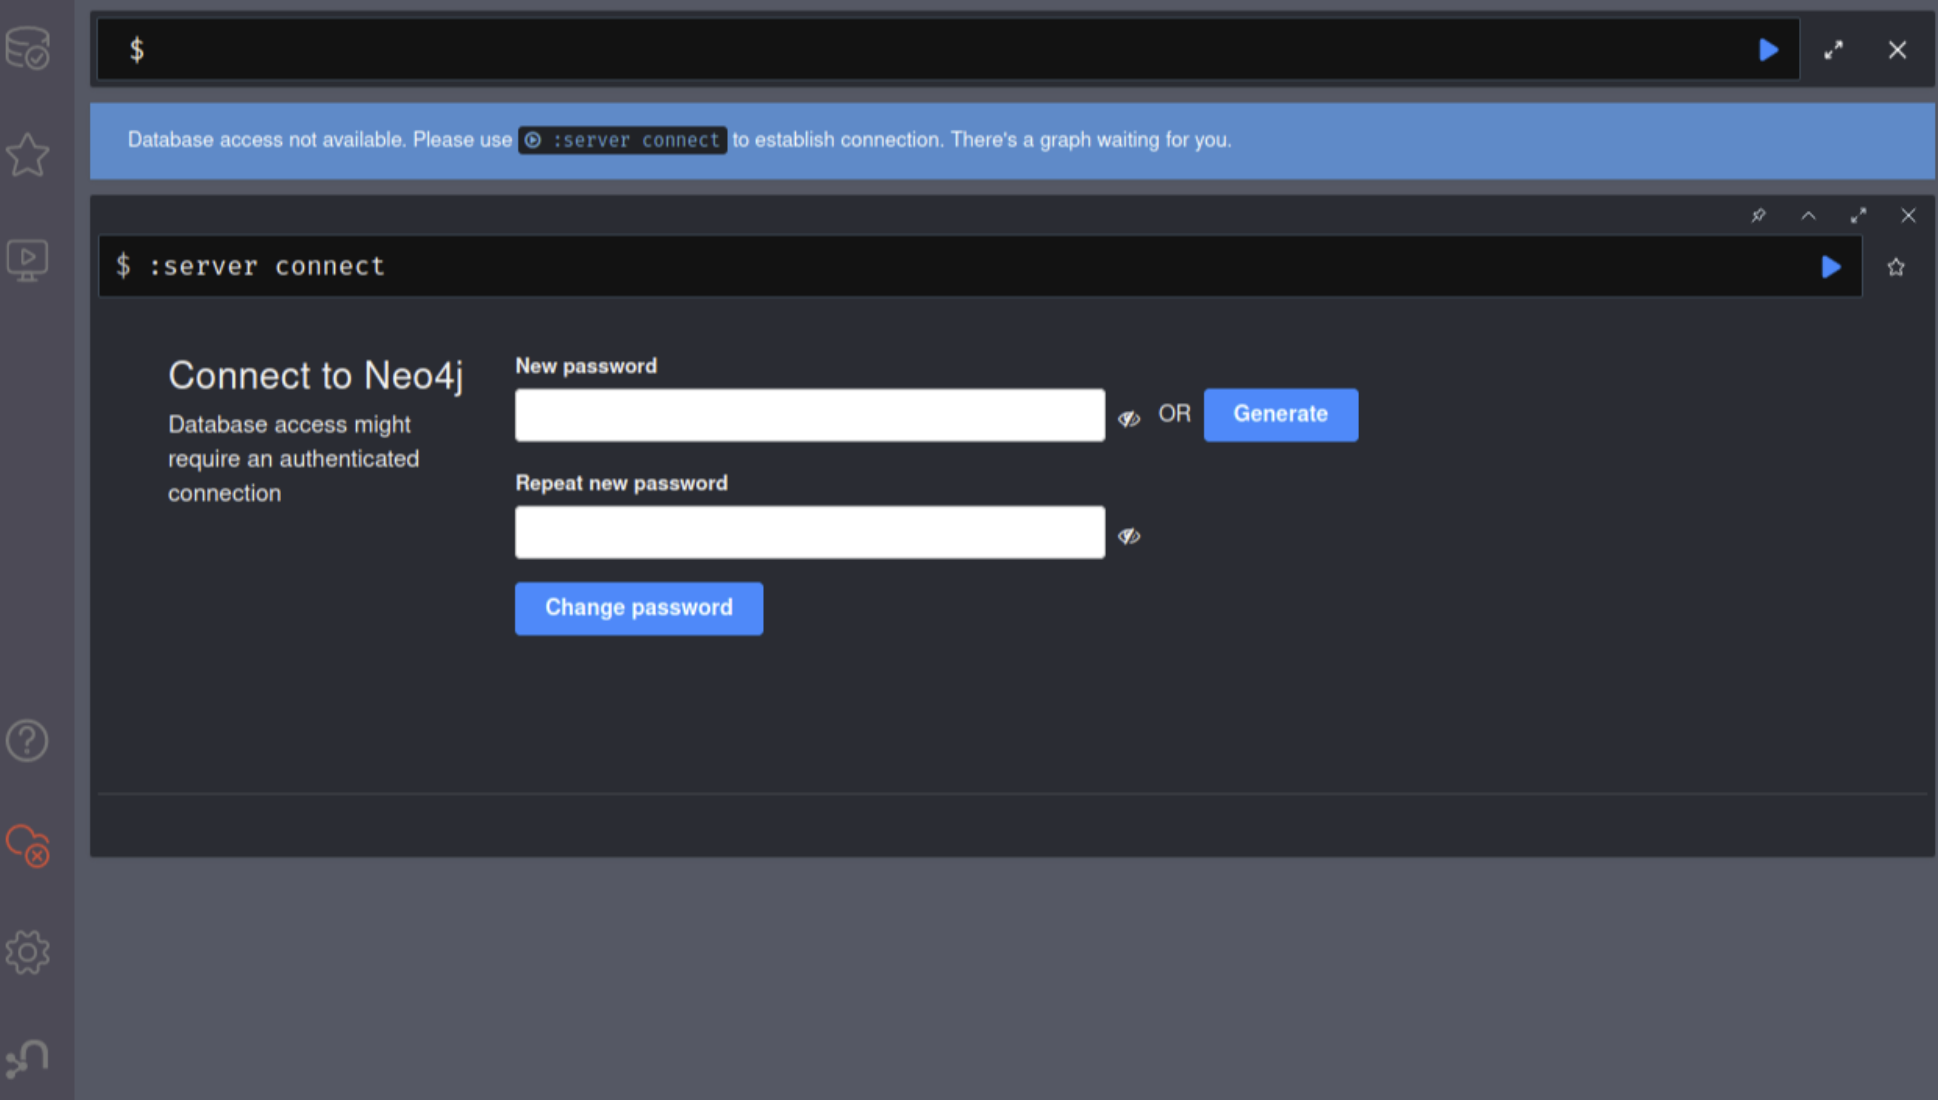 $
Database access not available. Please use :server connect to establish connection. There's a graph waiting for you.
$ :server connect
Connect to Neo4j
Database access might
require an authenticated
connection
New password
OR Generate
Repeat new password
Change password